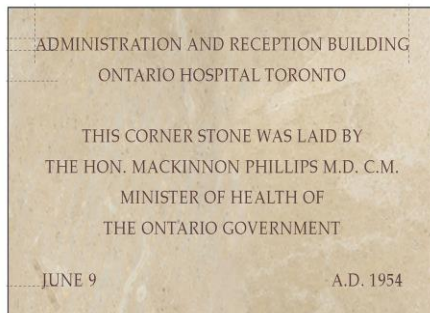 ADMINISTRATION AND RECEPTION BUILDING
ONTARIO HOSPITAL TORONTO
THIS CORNER STONE WAS LAID BY
THE HON. MACKINNON PHILLIPS M.D. C.M.
MINISTER OF HEALTH OF
THE ONTARIO GOVERNMENT
JUNE 9 A.D. 1954